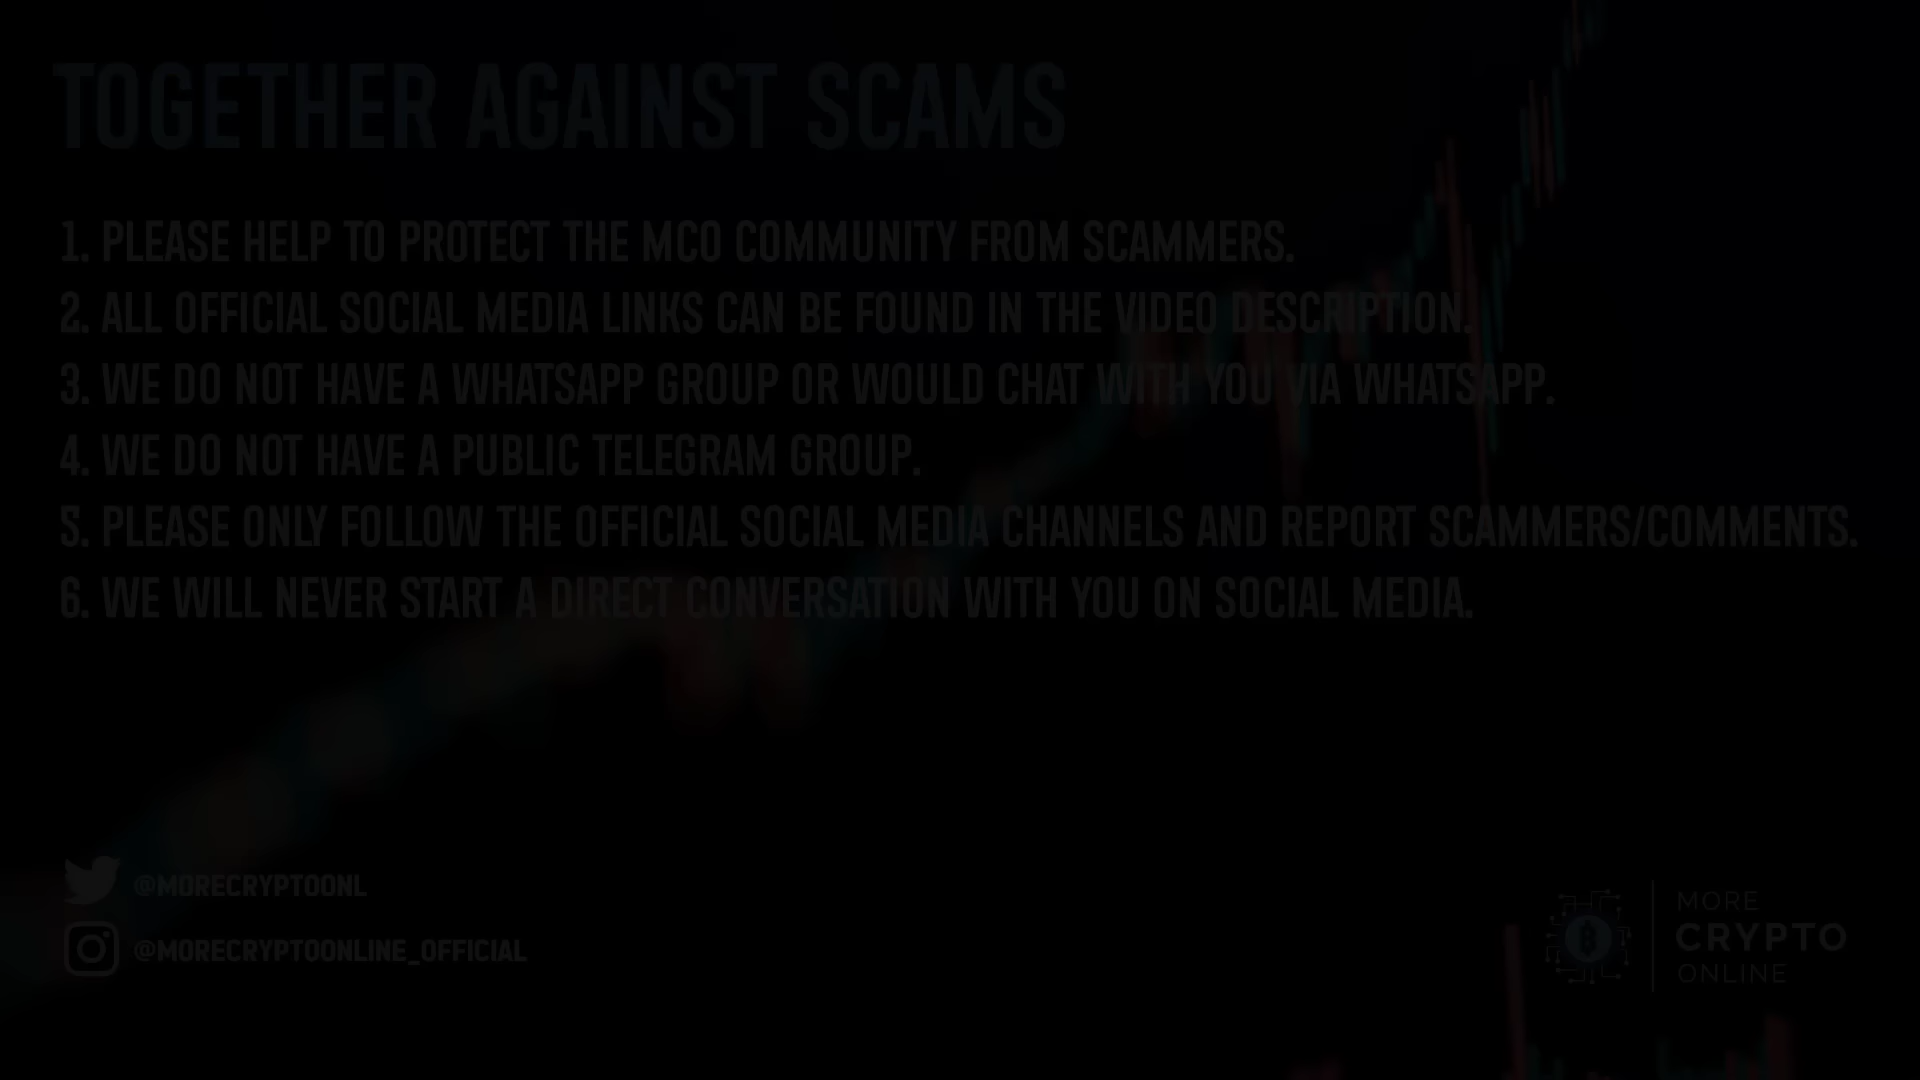 TOGETHER AGAINST SCAMS
1. PLEASE HELP TO PROTECT THE MCO COMMUNITY FROM SCAMMERS.
2. ALL OFFICIAL SOCIAL MEDIA LINKS CAN BE FOUND IN THE VIDEO DESCRIPTION.
3. WE DO NOT HAVE A WHATSAPP GROUP OR WOULD CHAT WITH YOU VIA WHATSAPP.
4. WE DO NOT HAVE A PUBLIC TELEGRAM GROUP.
5. PLEASE ONLY FOLLOW THE OFFICIAL SOCIAL MEDIA CHANNELS AND REPORT SCAMMERS/COMMENTS.
6. WE WILL NEVER START A DIRECT CONVERSATION WITH YOU ON SOCIAL MEDIA.
@MORECRYPTOONL
@MORECRYPTOONLINE_OFFICIAL
MORE
CRYPTO
ONLINE